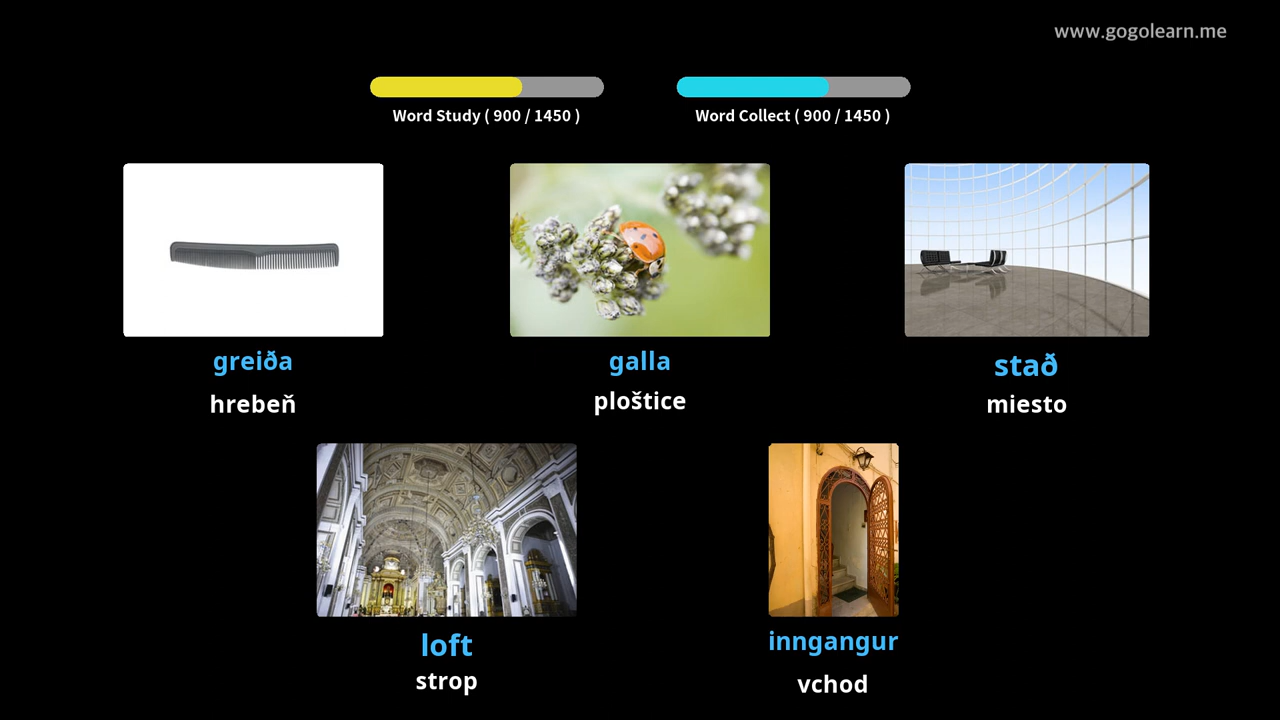 www.gogolearn.me
Word Study ( 900 / 1450 )
Word Collect ( 900 / 1450 )
greiða
galla
stað
hrebeň
ploštice
miesto
loft
inngangur
strop
vchod